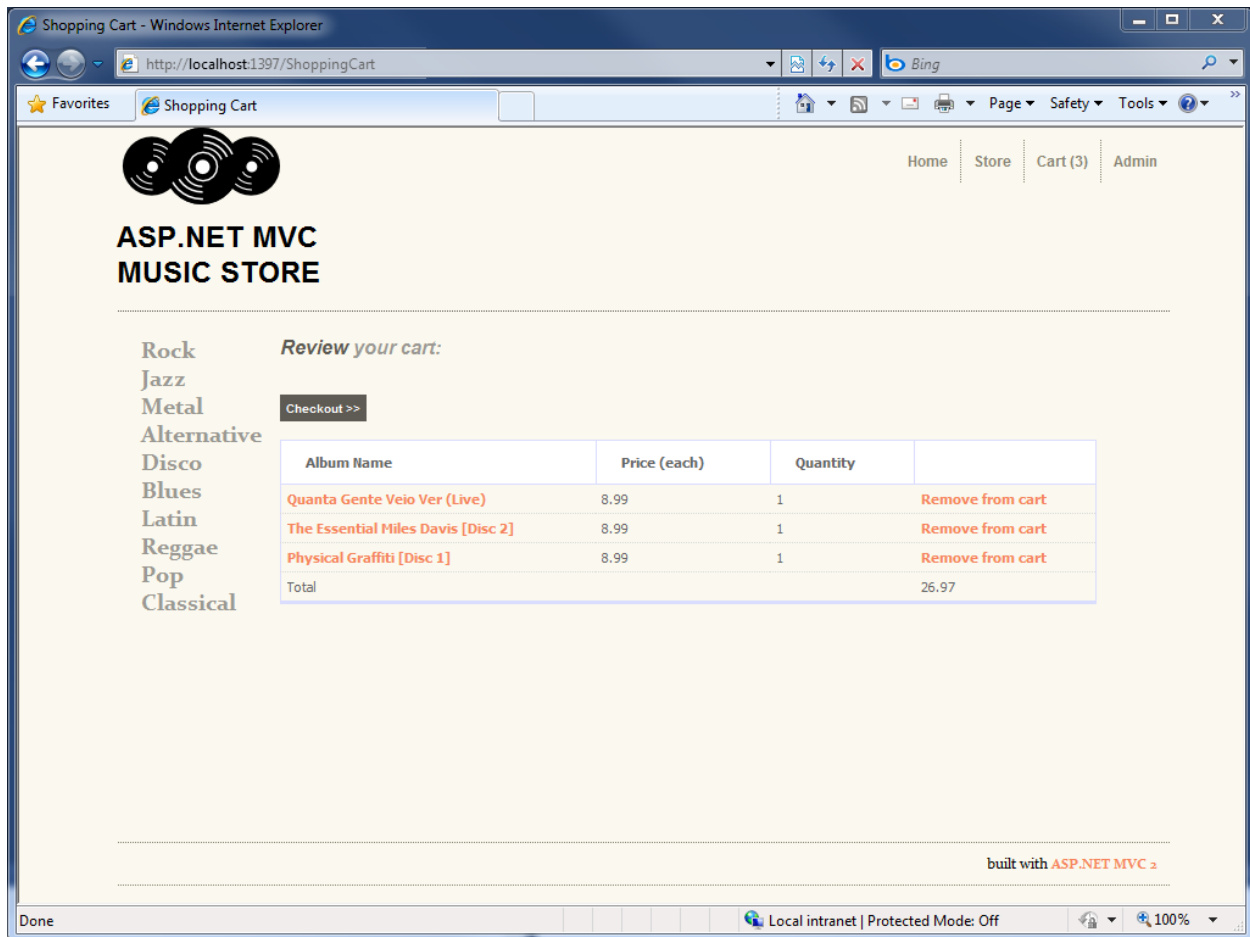 Shopping Cart - Windows Internet Explorer
http://localhost:1397/ShoppingCart
Bing
Favorites
Shopping Cart
Page Safety Tools
Home Store Cart (3) Admin
ASP.NET MVC
MUSIC STORE
Review your cart:
Rock
Jazz
Metal
Alternative
Disco
Blues
Latin
Reggae
Pop
Classical
Checkout >>
Album Name Price (each) Quantity
Quanta Gente Veio Ver (Live) 8.99 1 Remove from cart
The Essential Miles Davis [Disc 2] 8.99 1 Remove from cart
Physical Graffiti [Disc 1] 8.99 1 Remove from cart
Total 26.97
built with ASP.NET MVC 2
Done Local intranet | Protected Mode: Off 100%